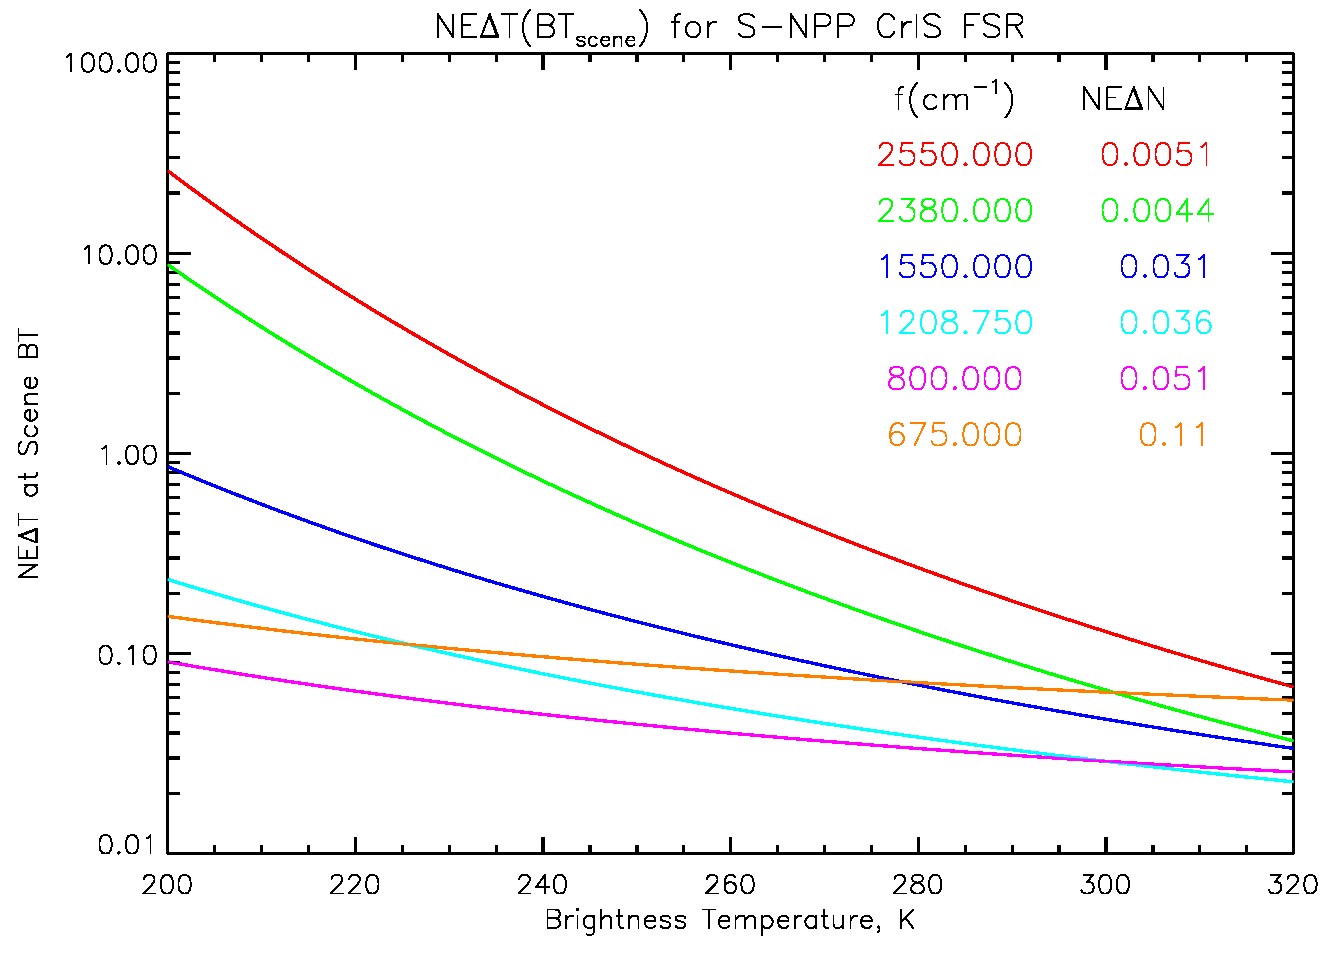 NEΔT(BTscene) for S-NPP CrIS FSR
100.00
10.00
1.00
0.10
0.01
NEΔT at Scene BT
f(cm⁻¹) NEΔN
2550.000 0.0051
2380.000 0.0044
1550.000 0.031
1208.750 0.036
800.000 0.051
675.000 0.11
200 220 240 260 280 300 320
Brightness Temperature, K